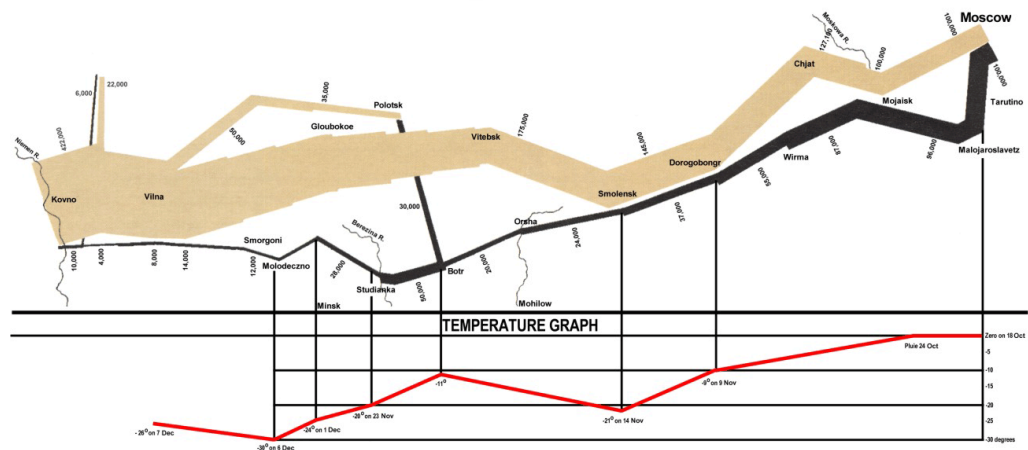 Moscow
100,000
Moskowa R.
127,100
100,000
Chjat
100,000
Mojaisk
Tarutino
Malojaroslavetz
96,000
87,000
Wirma
55,000
Dorogobongr
145,000
37,000
Smolensk
24,000
Orsha
Mohilow
20,000
Vitebsk
175,000
Botr
30,000
50,000
Polotsk
35,000
Gloubokoe
50,000
Berezina R.
Studianka
28,000
Minsk
Smorgoni
Molodeczno
12,000
14,000
8,000
4,000
10,000
22,000
6,000
422,000
Niemen R.
Kovno
Vilna
TEMPERATURE GRAPH
Zero on 18 Oct
Pluie 24 Oct
-5
-10
-15
-20
-25
-30 degrees
-9° on 9 Nov
-21° on 14 Nov
-11°
-20° on 23 Nov
-24° on 1 Dec
-30° on 6 Dec
- 26° on 7 Dec